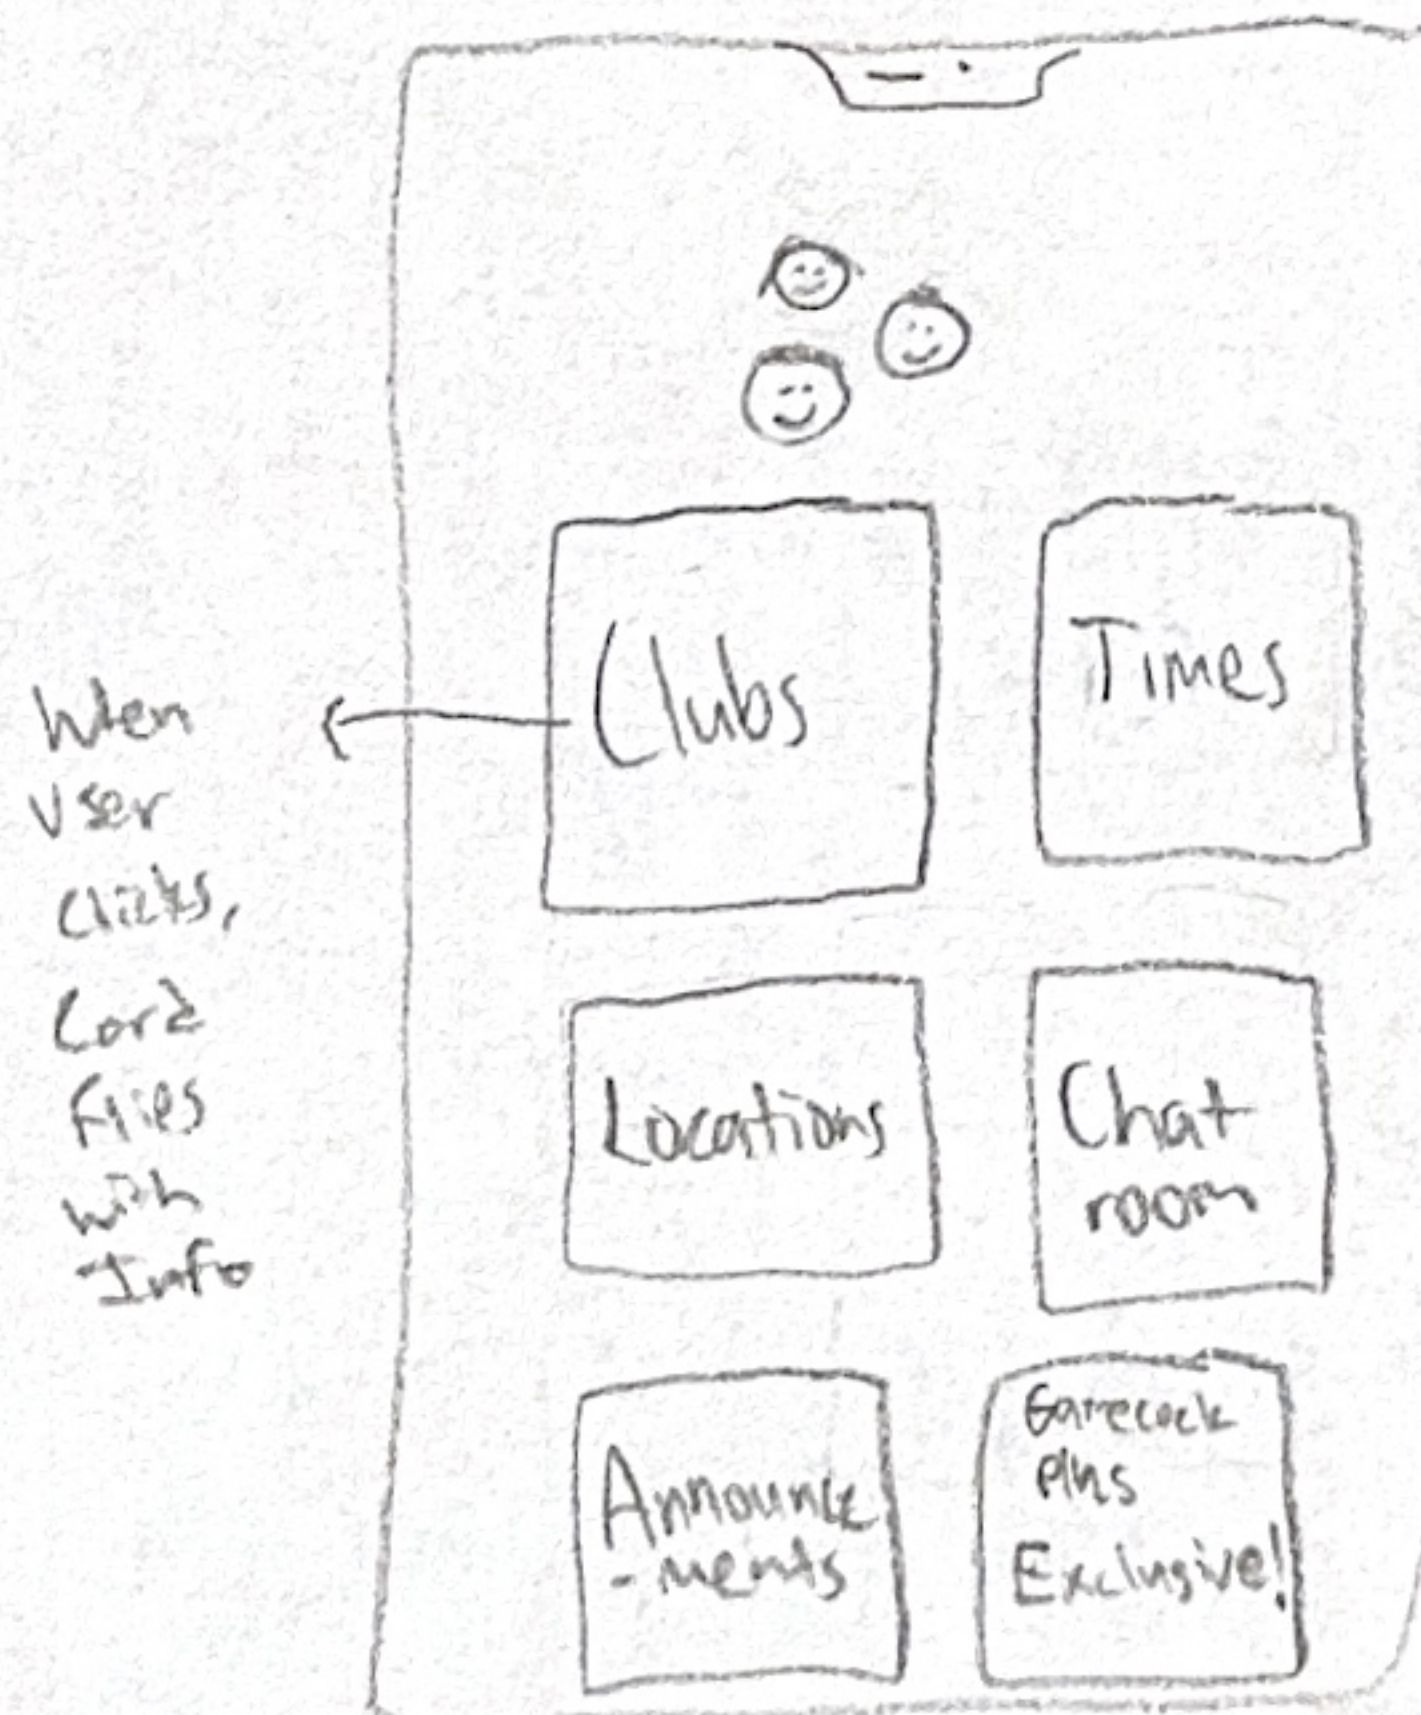 Clubs
Times
When
User
clicks,
Card
Flies
with
Info
Locations
Chat
room
Announce
-ments
Gamecock
plus
Exclusive!